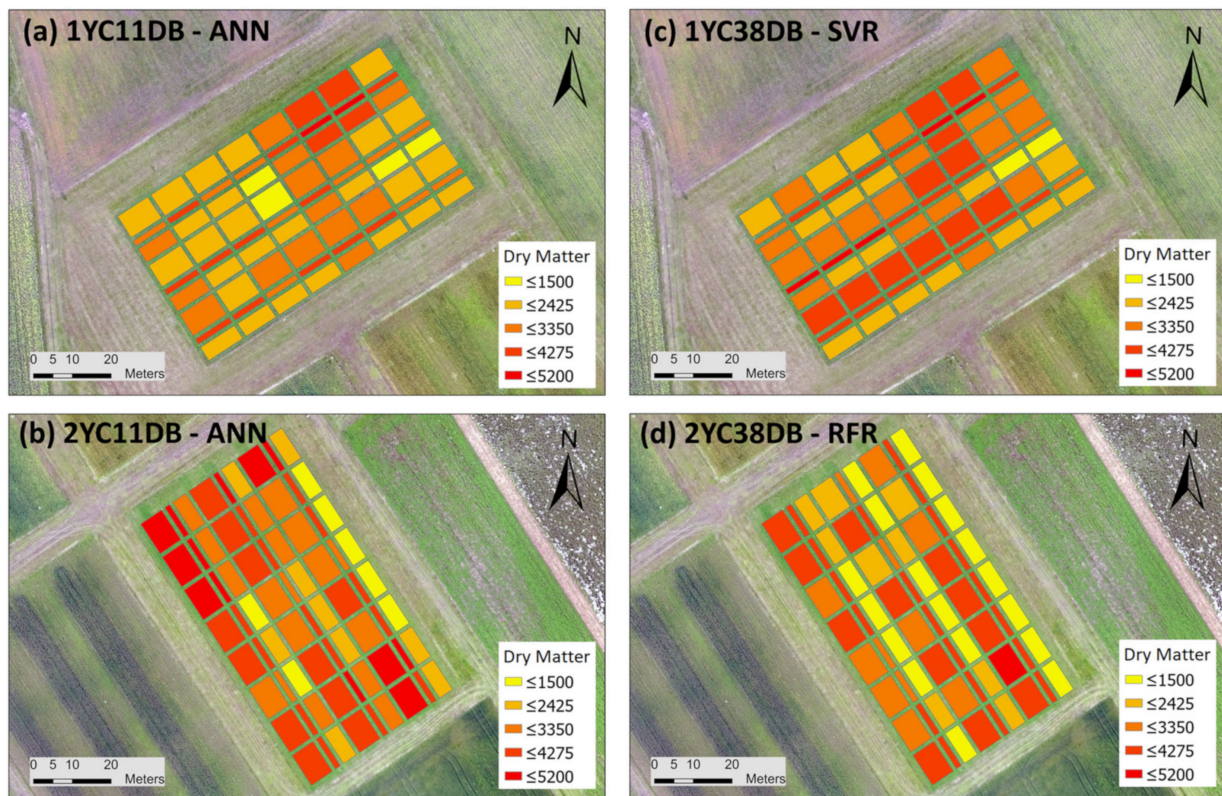 (a) 1YC11DB - ANN
N
Dry Matter
≤1500
≤2425
≤3350
≤4275
≤5200
0 5 10 20
Meters
(c) 1YC38DB - SVR
N
Dry Matter
≤1500
≤2425
≤3350
≤4275
≤5200
0 5 10 20
Meters
(b) 2YC11DB - ANN
N
Dry Matter
≤1500
≤2425
≤3350
≤4275
≤5200
0 5 10 20
Meters
(d) 2YC38DB - RFR
N
Dry Matter
≤1500
≤2425
≤3350
≤4275
≤5200
0 5 10 20
Meters